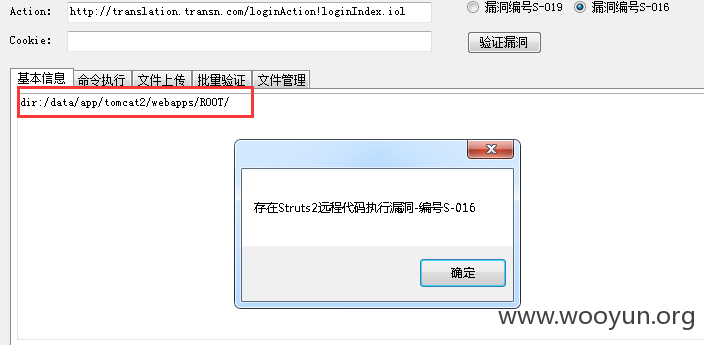 Action: http://translation.transn.com/loginAction!loginIndex.iol 漏洞编号S-019 漏洞编号S-016
Cookie: 验证漏洞
基本信息 命令执行 文件上传 批量验证 文件管理
dir:/data/app/tomcat2/webapps/ROOT/
存在Struts2远程代码执行漏洞-编号S-016
确定
www.wooyun.org